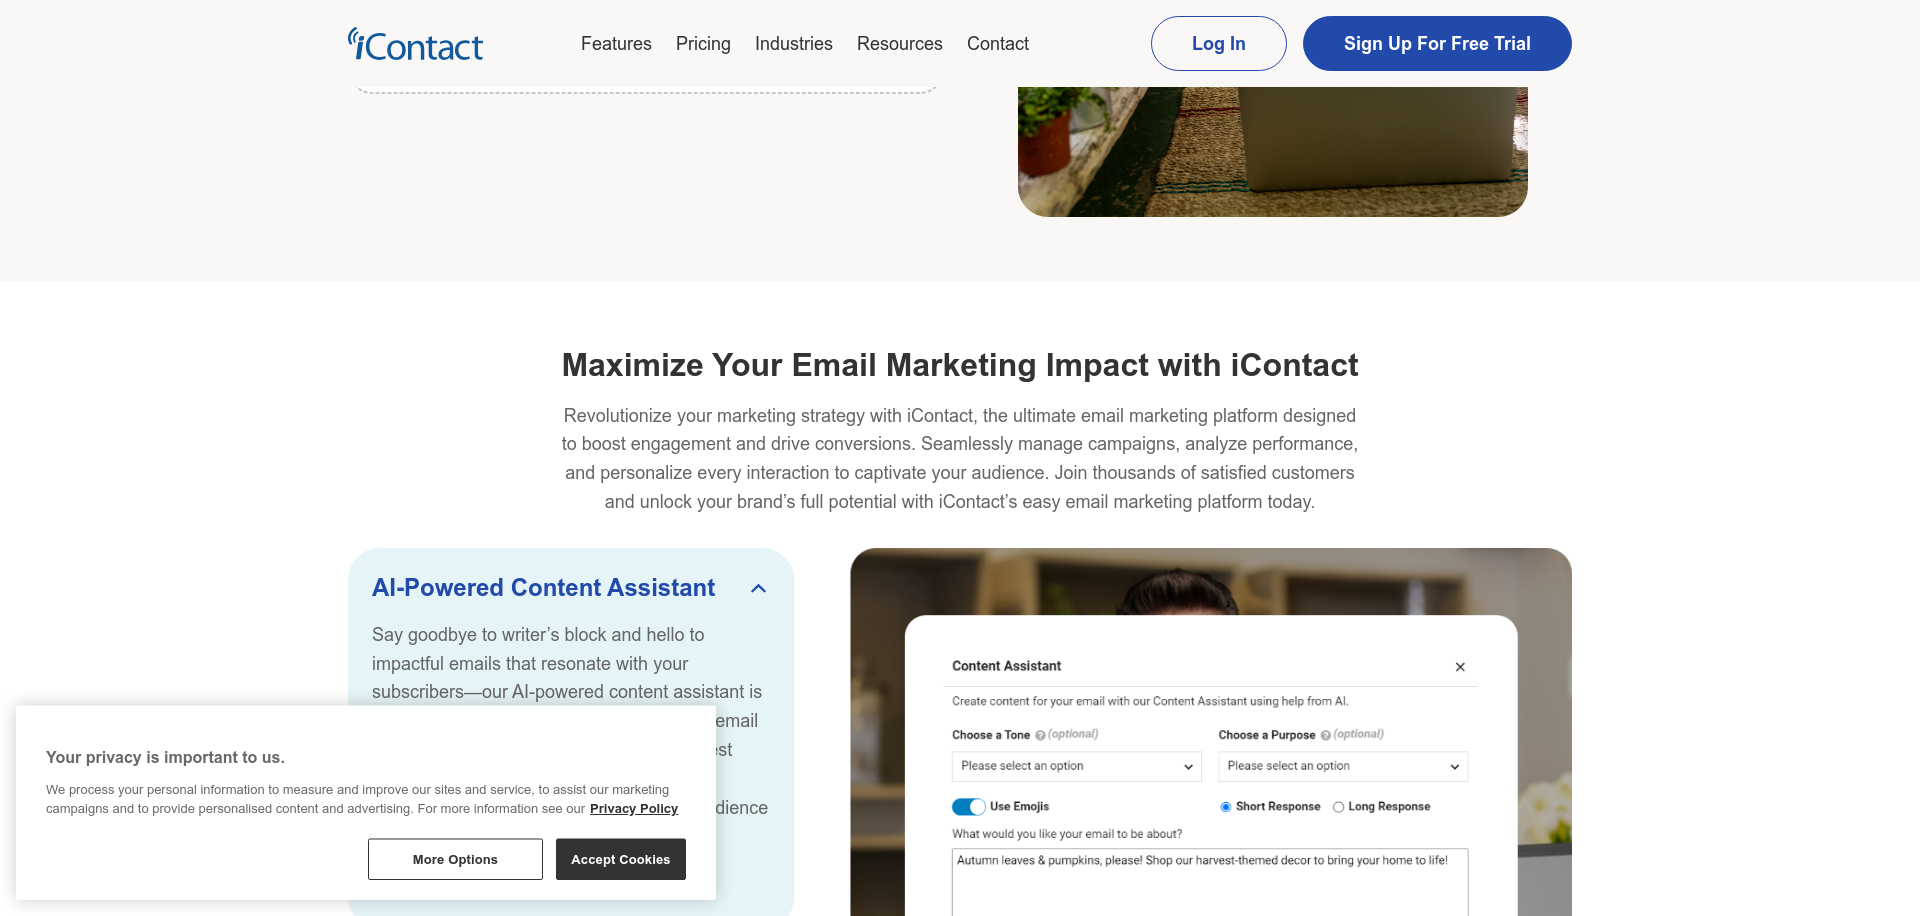 iContact
Features
Pricing
Industries
Resources
Contact
Log In
Sign Up For Free Trial
Maximize Your Email Marketing Impact with iContact
Revolutionize your marketing strategy with iContact, the ultimate email marketing platform designed
to boost engagement and drive conversions. Seamlessly manage campaigns, analyze performance,
and personalize every interaction to captivate your audience. Join thousands of satisfied customers
and unlock your brand’s full potential with iContact’s easy email marketing platform today.
AI-Powered Content Assistant
Say goodbye to writer’s block and hello to
impactful emails that resonate with your
subscribers—our AI-powered content assistant is
email
Your privacy is important to us.
We process your personal information to measure and improve our sites and service, to assist our marketing
campaigns and to provide personalised content and advertising. For more information see our Privacy Policy
More Options
Accept Cookies
Content Assistant
Create content for your email with our Content Assistant using help from AI.
Choose a Tone (optional)
Choose a Purpose (optional)
Please select an option
Please select an option
Use Emojis
Short Response
Long Response
What would you like your email to be about?
Autumn leaves & pumpkins, please! Shop our harvest-themed decor to bring your home to life!